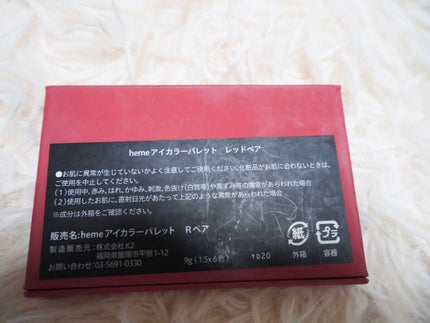 hemeアイカラーパレット　レッドベア
●お肌に異常が生じていないかよく注意してご使用ください。化粧品がお肌に合わないときは、
ご使用を中止してください。
（1）使用中、赤み、はれ、かゆみ、刺激、色抜け（白斑等）や黒ずみ等の異常があらわれた場合
（2）使用したお肌に、直射日光があたって上記のような異常があらわれた場合
※成分は外箱をご確認ください。
販売名:hemeアイカラーパレット　Rベア
製造販売元：株式会社K2
福岡県飯塚市平恒1-12
お問い合わせ:03-5691-0330
9g（1.5x6色）
YD20
紙
外箱
プラ
容器